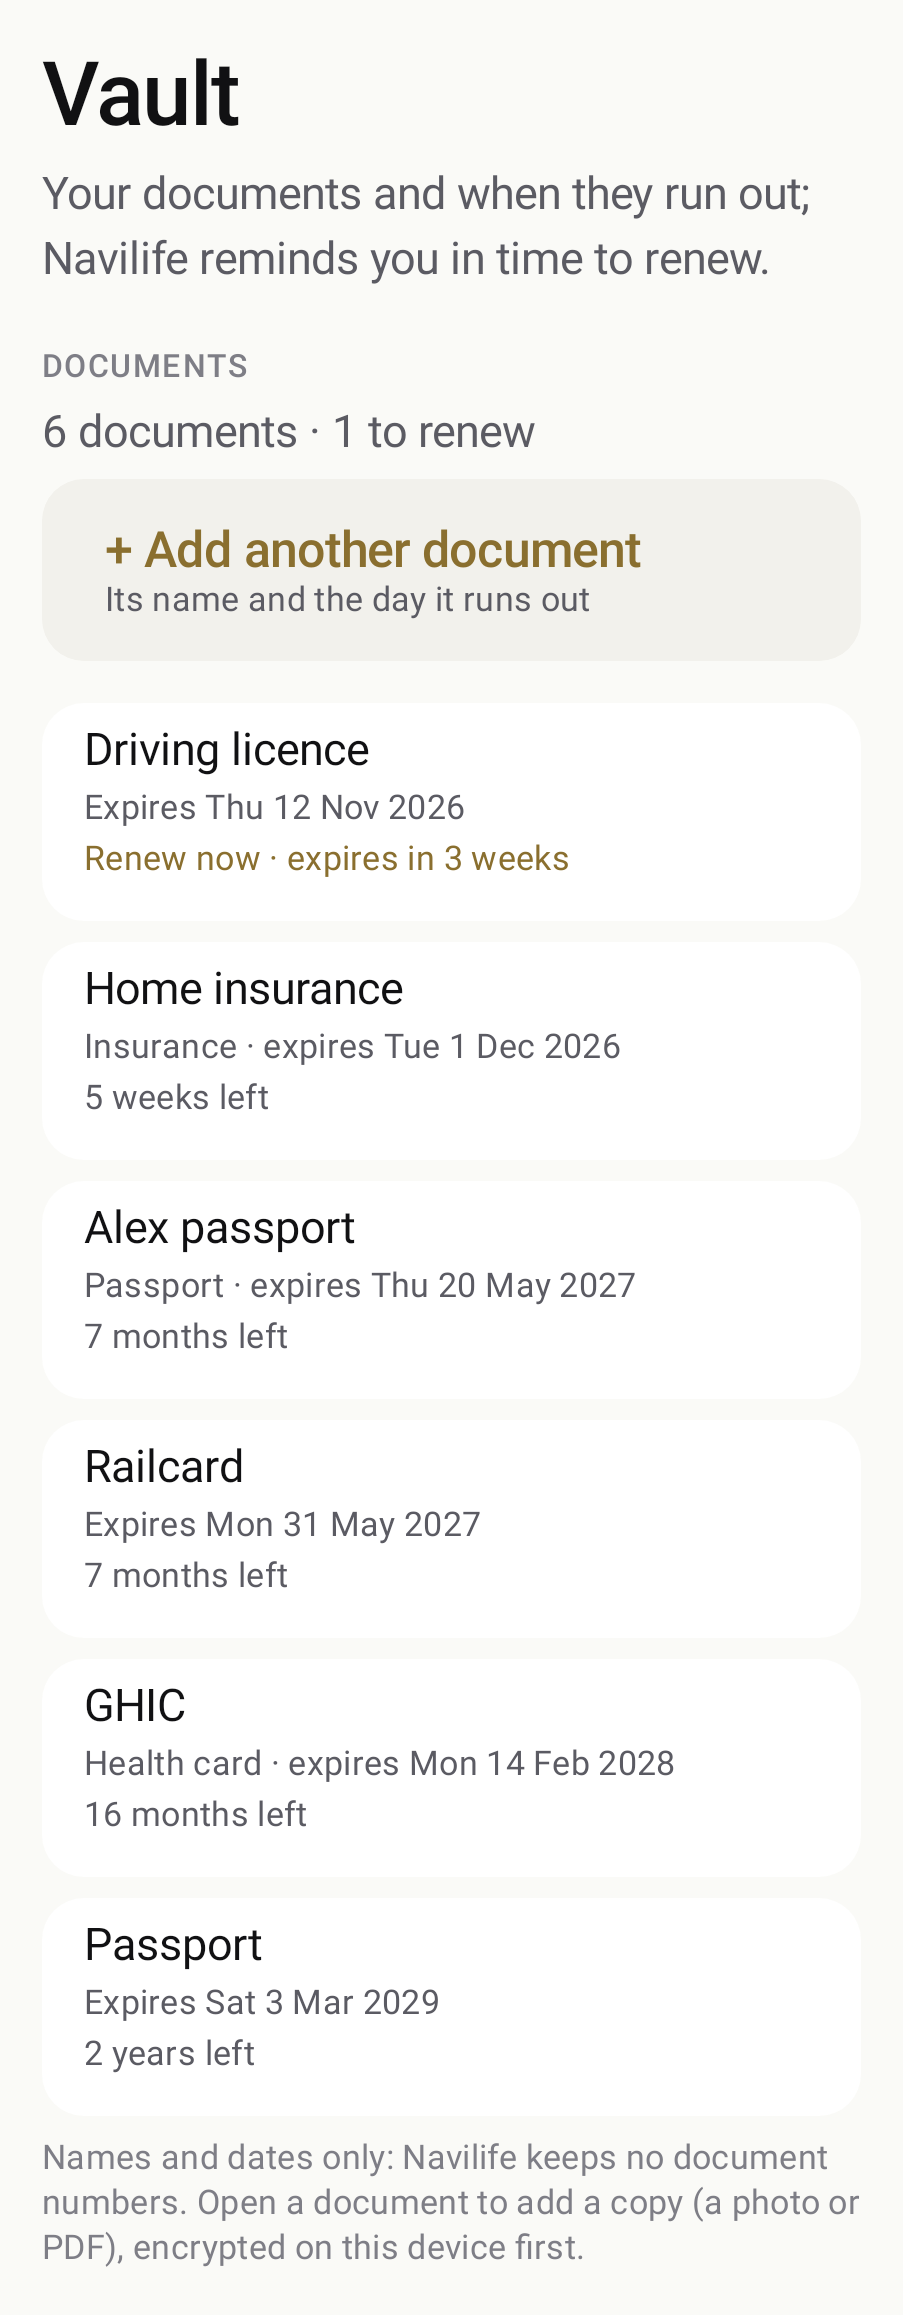 Vault
Your documents and when they run out;
Navilife reminds you in time to renew.
DOCUMENTS
6 documents · 1 to renew
+ Add another document
Its name and the day it runs out
Driving licence
Expires Thu 12 Nov 2026
Renew now · expires in 3 weeks
Home insurance
Insurance · expires Tue 1 Dec 2026
5 weeks left
Alex passport
Passport · expires Thu 20 May 2027
7 months left
Railcard
Expires Mon 31 May 2027
7 months left
GHIC
Health card · expires Mon 14 Feb 2028
16 months left
Passport
Expires Sat 3 Mar 2029
2 years left
Names and dates only: Navilife keeps no document
numbers. Open a document to add a copy (a photo or
PDF), encrypted on this device first.